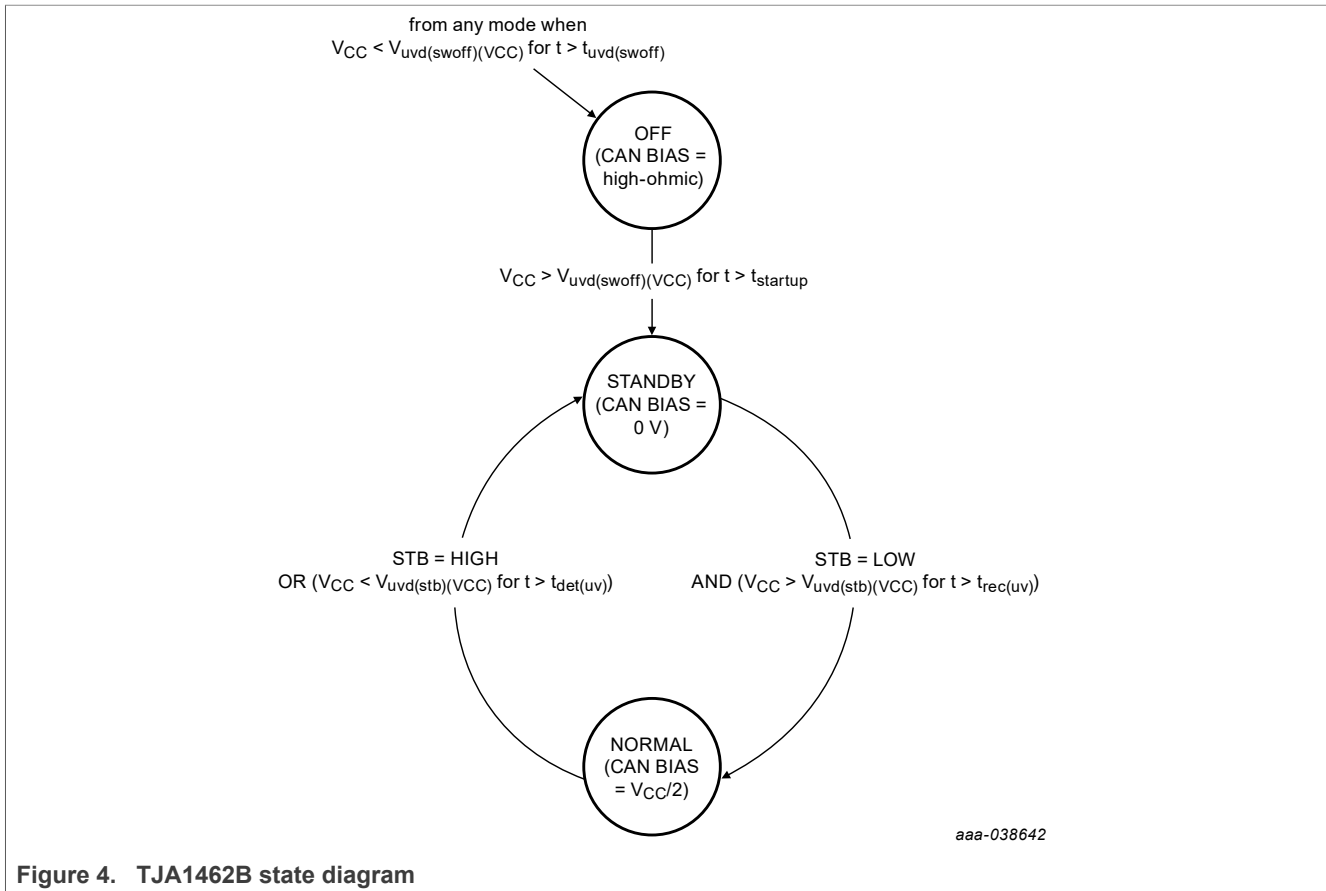 from any mode when
VCC < Vuvd(swoff)(VCC) for t > tuvd(swoff)
OFF
(CAN BIAS =
high-ohmic)
VCC > Vuvd(swoff)(VCC) for t > tstartup
STANDBY
(CAN BIAS =
0 V)
STB = HIGH
OR (VCC < Vuvd(stb)(VCC) for t > tdet(uv))
STB = LOW
AND (VCC > Vuvd(stb)(VCC) for t > trec(uv))
NORMAL
(CAN BIAS
= VCC/2)
aaa-038642
Figure 4. TJA1462B state diagram